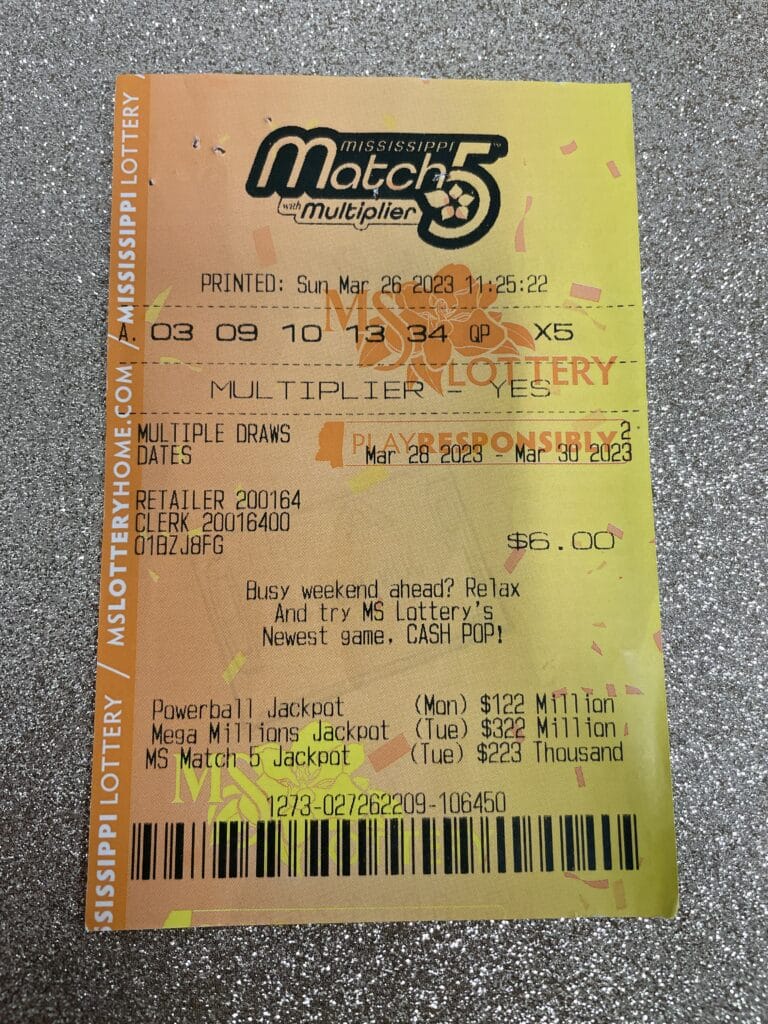 MISSISSIPPI
Match 5
with Multiplier
PRINTED: Sun Mar 26 2023 11:25:22
A. 03 09 10 13 34 QP X5
MS LOTTERY
MULTIPLIER - YES
MULTIPLE DRAWS 2
PLAY RESPONSIBLY
DATES Mar 28 2023 - Mar 30 2023
RETAILER 200164
CLERK 20016400
01BZJ8FG $6.00
Busy weekend ahead? Relax
And try MS Lottery's
Newest game, CASH POP!
Powerball Jackpot (Mon) $122 Million
Mega Millions Jackpot (Tue) $322 Million
MS Match 5 Jackpot (Tue) $223 Thousand
MS
1273-027262209-106450
SSISSIPPI LOTTERY / MSLOTTERYHOME.COM / MISSISSIPPI LOTTERY /